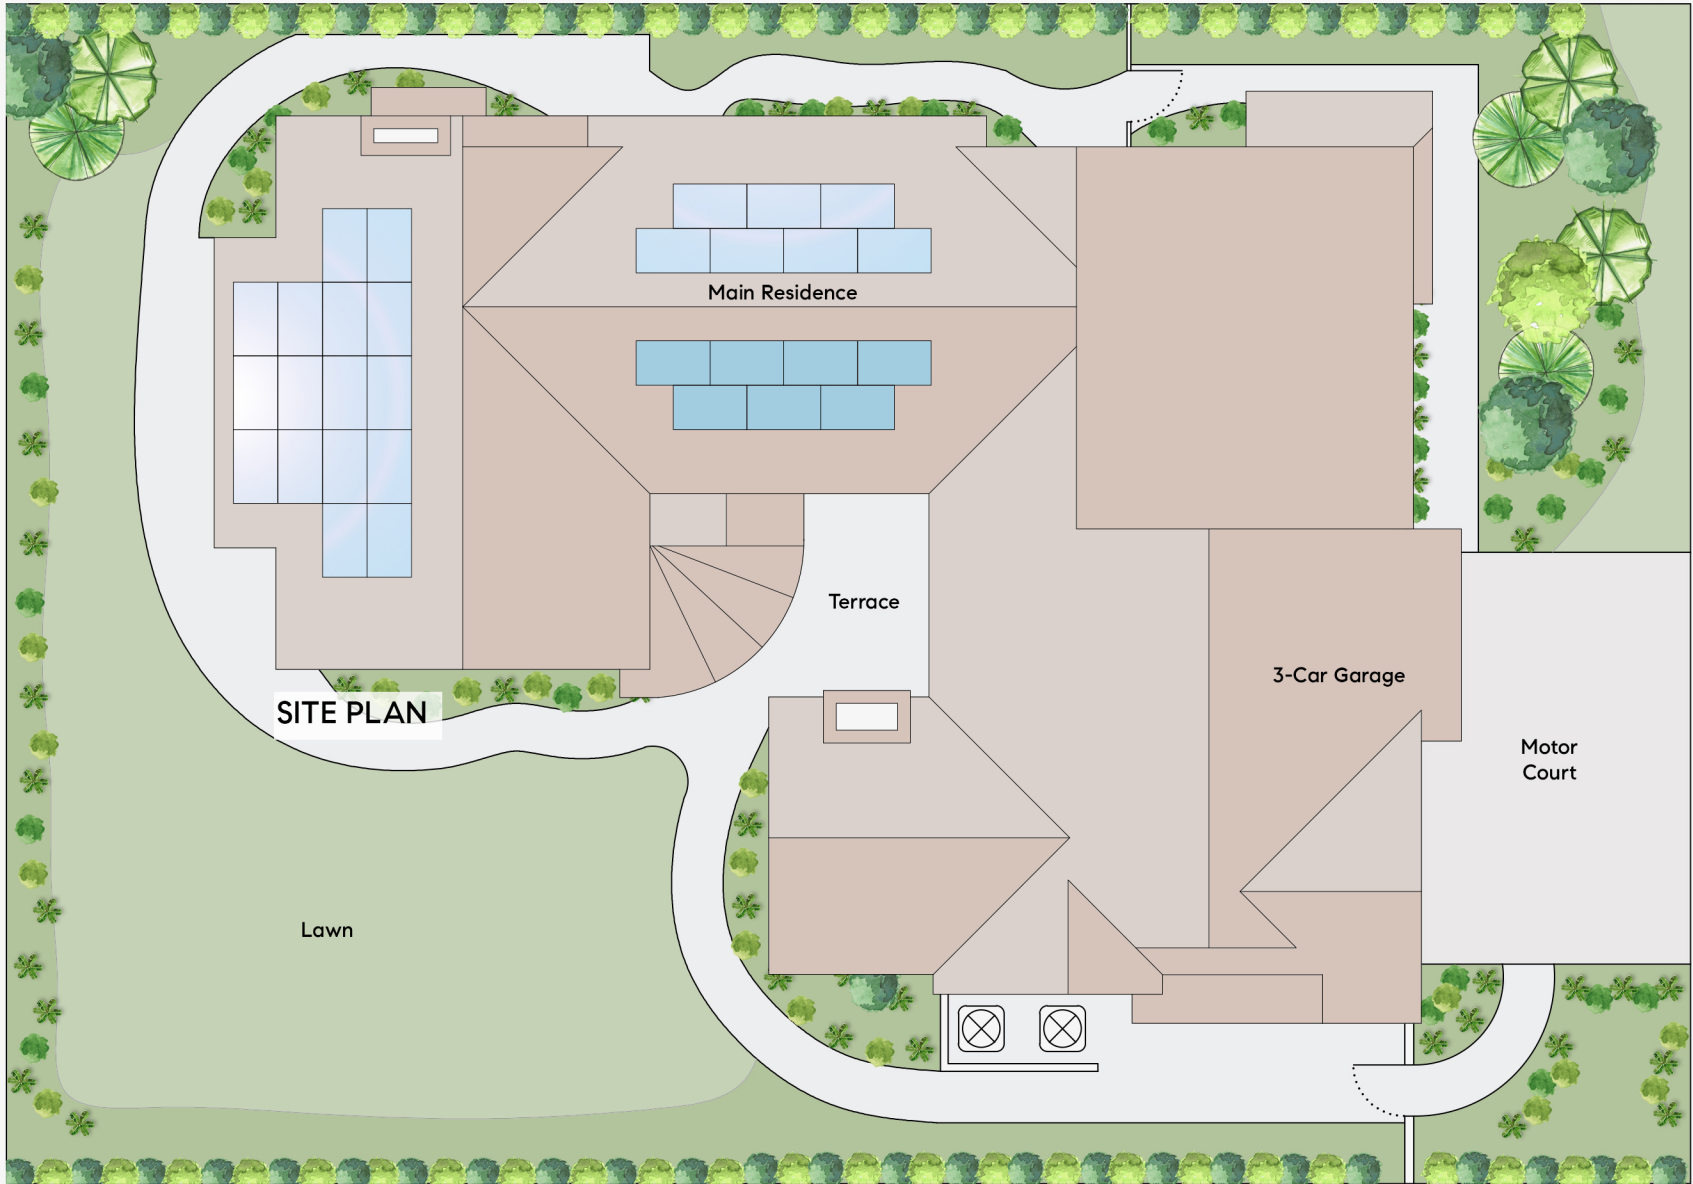 Main Residence
Terrace
3-Car Garage
SITE PLAN
Motor
Court
Lawn